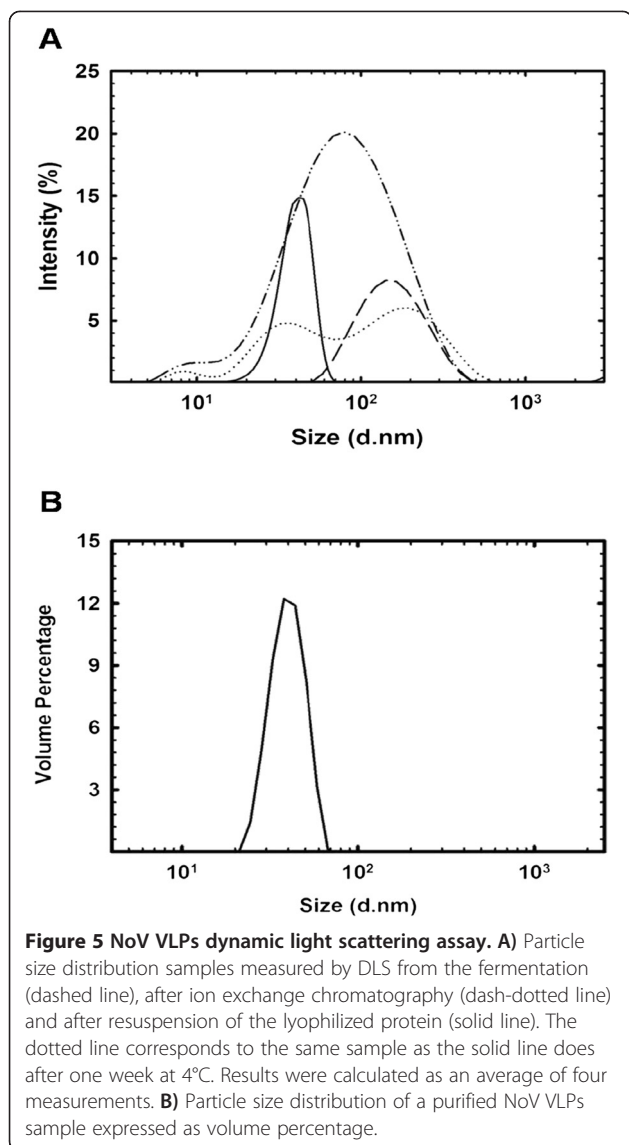 A
25
20
15
10
5
Intensity (%)
10¹ 10² 10³
Size (d.nm)
B
15
12
9
6
3
Volume Percentage
10¹ 10² 10³
Size (d.nm)
Figure 5 NoV VLPs dynamic light scattering assay. A) Particle
size distribution samples measured by DLS from the fermentation
(dashed line), after ion exchange chromatography (dash-dotted line)
and after resuspension of the lyophilized protein (solid line). The
dotted line corresponds to the same sample as the solid line does
after one week at 4°C. Results were calculated as an average of four
measurements. B) Particle size distribution of a purified NoV VLPs
sample expressed as volume percentage.